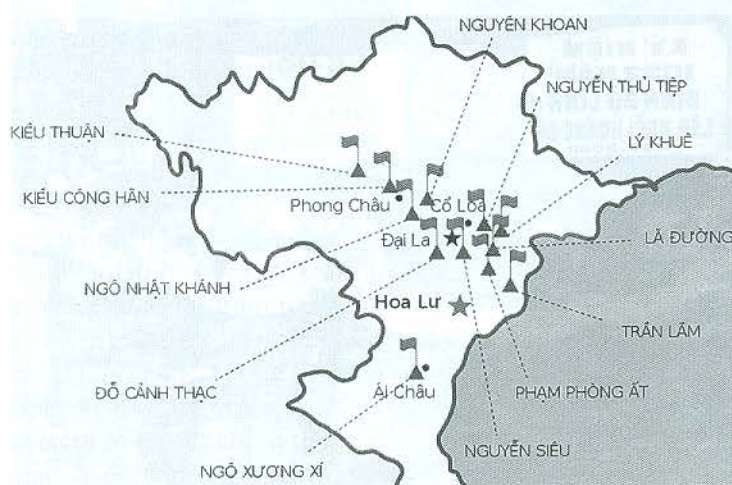 NGUYỄN KHOAN
NGUYỄN THỦ TIỆP
KIỀU THUẬN
LÝ KHUÊ
KIỀU CÔNG HÃN
Phong Châu
Cổ Loa
Đại La
LÃ ĐƯỜNG
NGÔ NHẬT KHÁNH
Hoa Lư
TRẦN LÃM
ĐỖ CẢNH THẠC
Ái Châu
PHẠM PHÒNG ÁT
NGUYỄN SIÊU
NGÔ XƯƠNG XÍ